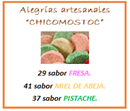 Alegrías artesanales
"CHICOMOSTOC"
29 sabor FRESA.
41 sabor MIEL DE ABEJA.
37 sabor PISTACHE.